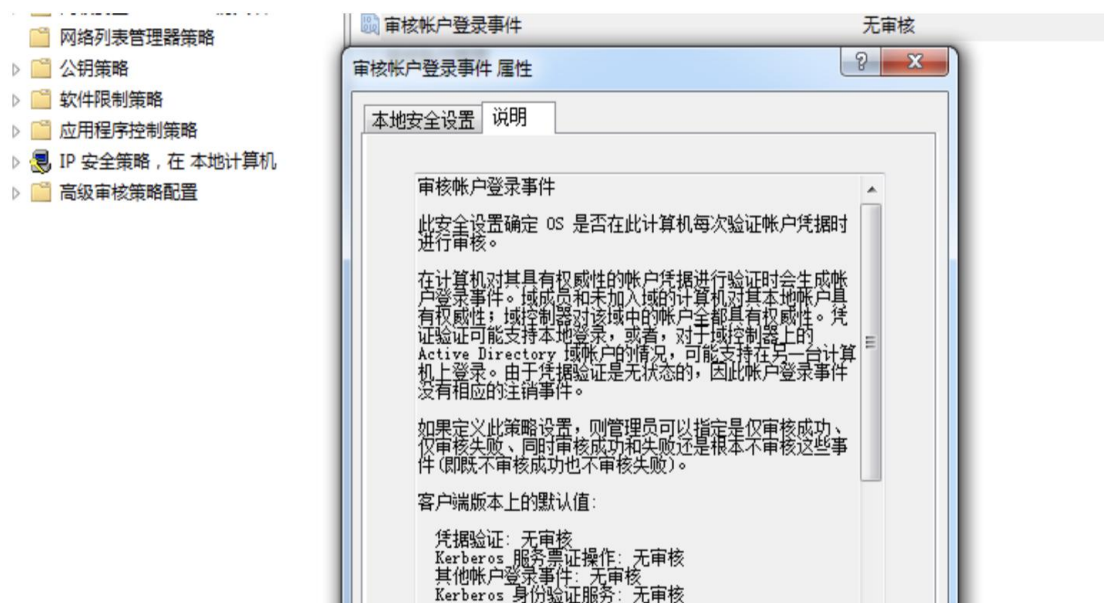 网络列表管理器策略
公钥策略
软件限制策略
应用程序控制策略
IP 安全策略，在 本地计算机
高级审核策略配置
审核帐户登录事件 无审核
审核帐户登录事件 属性
本地安全设置 说明
审核帐户登录事件
此安全设置确定 OS 是否在此计算机每次验证帐户凭据时
进行审核。
在计算机对其具有权威性的帐户凭据进行验证时会生成帐
户登录事件。域成员和未加入域的计算机对其本地帐户具
有权威性；域控制器对该域中的帐户全都具有权威性。凭
证验证可能支持本地登录，或者，对于域控制器上的
Active Directory 域帐户的情况，可能支持在另一台计算
机上登录。由于凭据验证是无状态的，因此帐户登录事件
没有相应的注销事件。
如果定义此策略设置，则管理员可以指定是仅审核成功、
仅审核失败、同时审核成功和失败还是根本不审核这些事
件(即既不审核成功也不审核失败)。
客户端版本上的默认值:
凭据验证: 无审核
Kerberos 服务票证操作: 无审核
其他帐户登录事件: 无审核
Kerberos 身份验证服务: 无审核